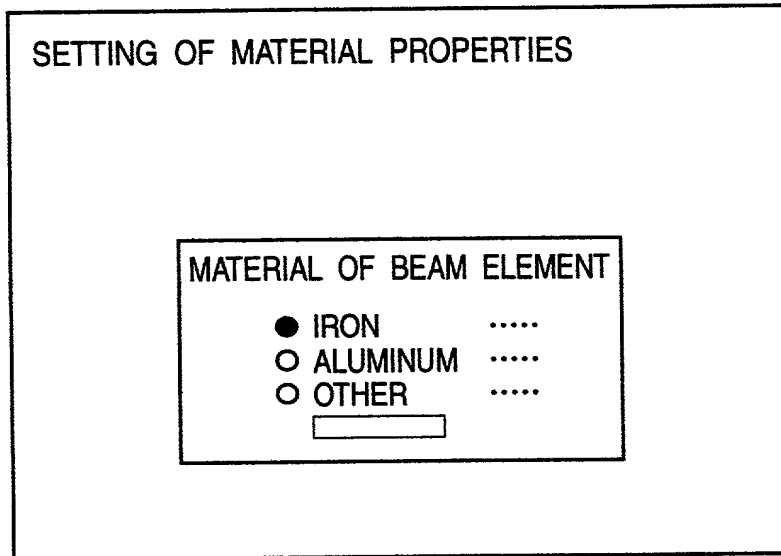 SETTING OF MATERIAL PROPERTIES
MATERIAL OF BEAM ELEMENT
IRON .....
ALUMINUM .....
OTHER .....